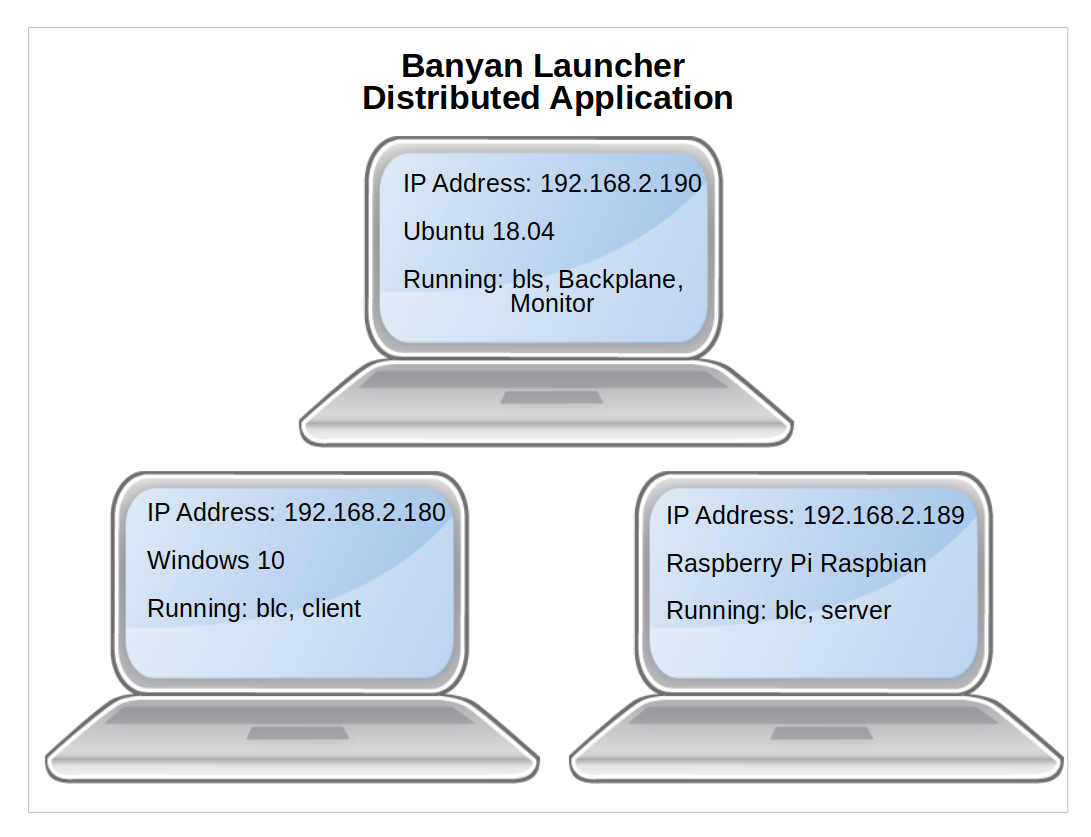 Banyan Launcher
Distributed Application
IP Address: 192.168.2.190
Ubuntu 18.04
Running: bls, Backplane,
Monitor
IP Address: 192.168.2.180
Windows 10
Running: blc, client
IP Address: 192.168.2.189
Raspberry Pi Raspbian
Running: blc, server